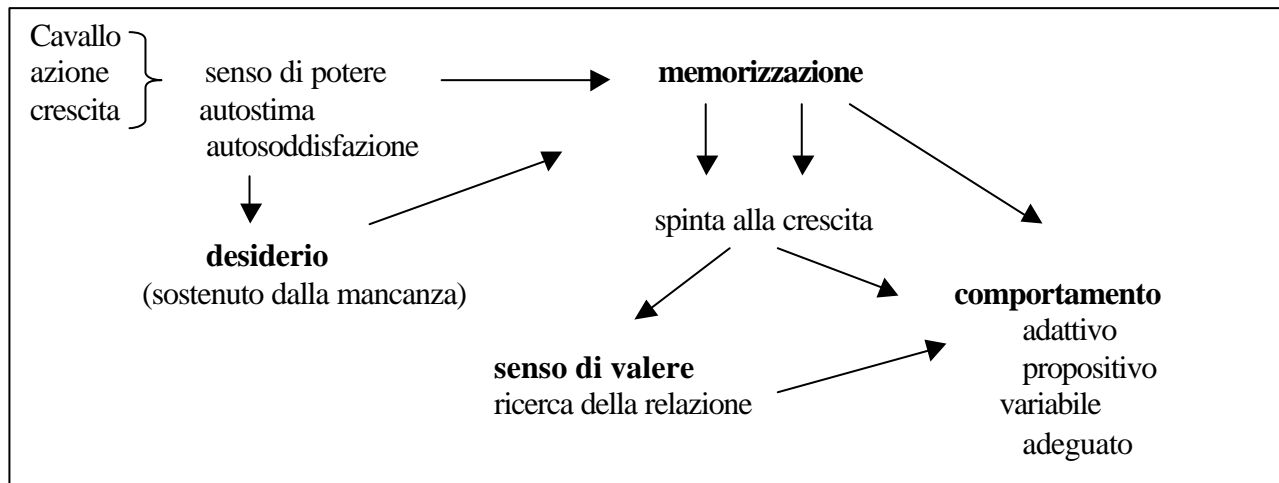 Cavallo
azione
crescita
senso di potere
autostima
autosoddisfazione
memorizzazione
spinta alla crescita
desiderio
(sostenuto dalla mancanza)
comportamento
adattivo
propositivo
variabile
adeguato
senso di valere
ricerca della relazione